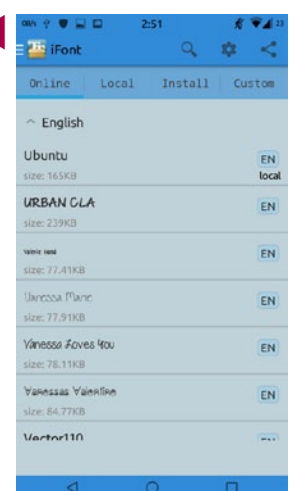 0B/s 2:51 23
iFont
Online Local Install Custom
English
Ubuntu EN
size: 165KB local
URBAN CLA EN
size: 239KB
EN
size: 77.41KB
Vanessa Marie EN
size: 77.91KB
Vanessa Loves You EN
size: 78.11KB
Vanessas Valentine EN
size: 84.77KB
Vector110